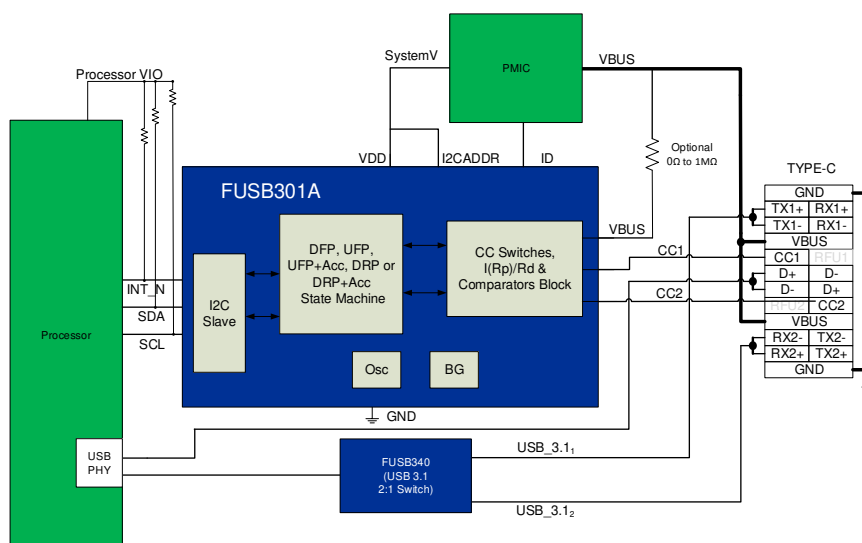 SystemV
PMIC
VBUS
Processor VIO
Optional
0Ω to 1MΩ
VDD
I2CADDR
ID
TYPE-C
FUSB301A
GND
TX1+ RX1+
TX1- RX1-
VBUS
CC1 RFU1
D+ D-
D- D+
RFU2 CC2
VBUS
RX2- TX2-
RX2+ TX2+
GND
VBUS
CC1
CC2
DFP, UFP,
UFP+Acc, DRP or
DRP+Acc
State Machine
CC Switches,
I(Rp)/Rd &
Comparators Block
I2C
Slave
INT_N
SDA
SCL
Processor
Osc
BG
GND
USB
PHY
FUSB340
(USB 3.1
2:1 Switch)
USB_3.1₁
USB_3.1₂